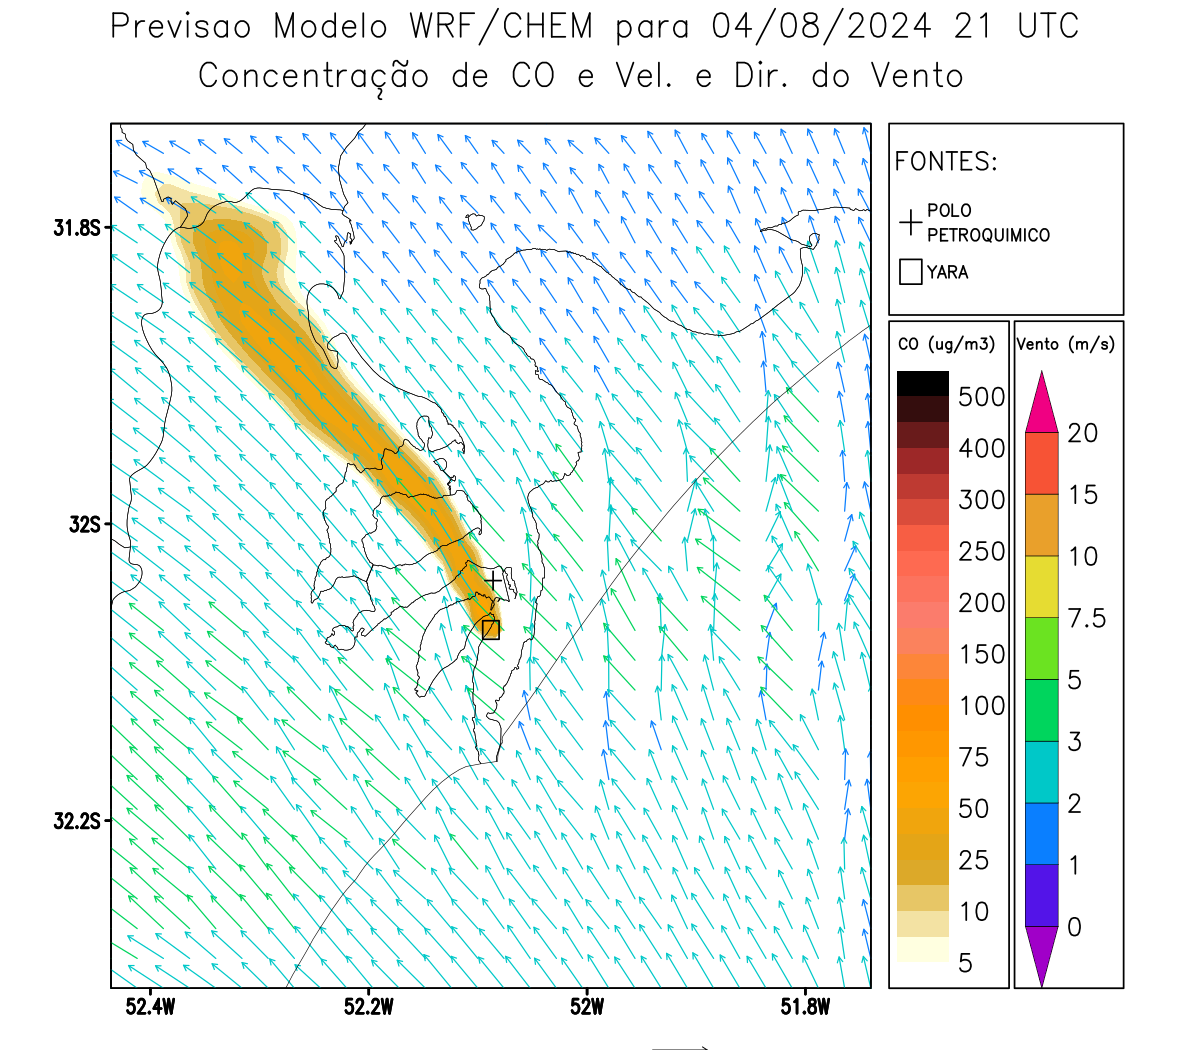 Previsao Modelo WRF/CHEM para 04/08/2024 21 UTC
Concentração de CO e Vel. e Dir. do Vento
FONTES:
POLO
PETROQUIMICO
YARA
CO (ug/m3)
500
400
300
250
200
150
100
75
50
25
10
5
Vento (m/s)
20
15
10
7.5
5
3
2
1
0
31.8S
32S
32.2S
52.4W
52.2W
52W
51.8W